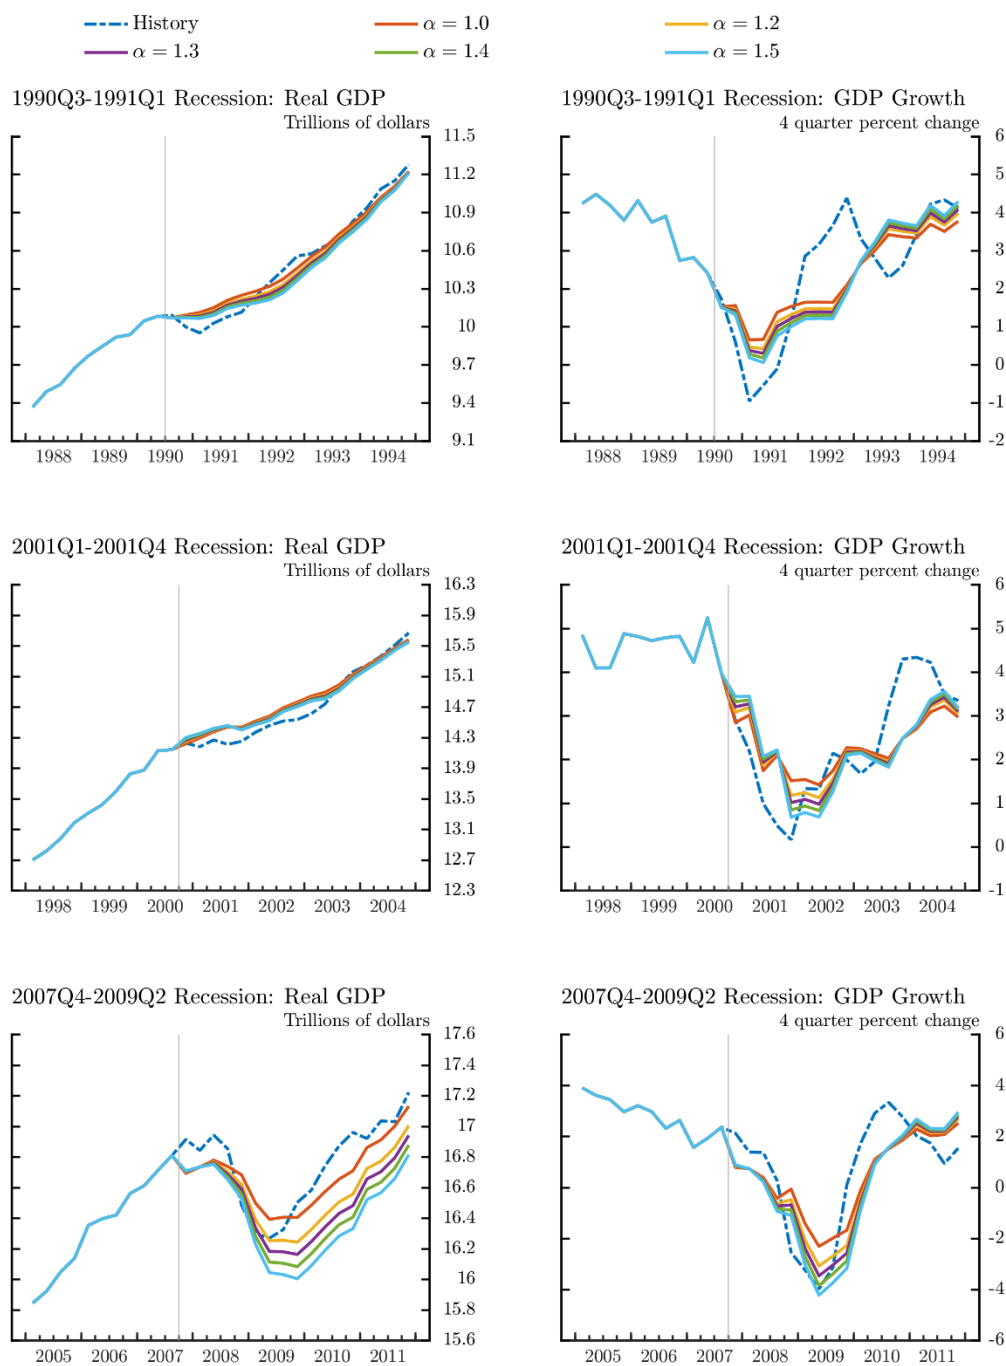 History α = 1.0 α = 1.2
α = 1.3 α = 1.4 α = 1.5
1990Q3-1991Q1 Recession: Real GDP
Trillions of dollars
11.5
11.2
10.9
10.6
10.3
10
9.7
9.4
9.1
1988 1989 1990 1991 1992 1993 1994
1990Q3-1991Q1 Recession: GDP Growth
4 quarter percent change
6
5
4
3
2
1
0
-1
-2
1988 1989 1990 1991 1992 1993 1994
2001Q1-2001Q4 Recession: Real GDP
Trillions of dollars
16.3
15.9
15.5
15.1
14.7
14.3
13.9
13.5
13.1
12.7
12.3
1998 1999 2000 2001 2002 2003 2004
2001Q1-2001Q4 Recession: GDP Growth
4 quarter percent change
6
5
4
3
2
1
0
-1
1998 1999 2000 2001 2002 2003 2004
2007Q4-2009Q2 Recession: Real GDP
Trillions of dollars
17.6
17.4
17.2
17
16.8
16.6
16.4
16.2
16
15.8
15.6
2005 2006 2007 2008 2009 2010 2011
2007Q4-2009Q2 Recession: GDP Growth
4 quarter percent change
6
4
2
0
-2
-4
-6
2005 2006 2007 2008 2009 2010 2011